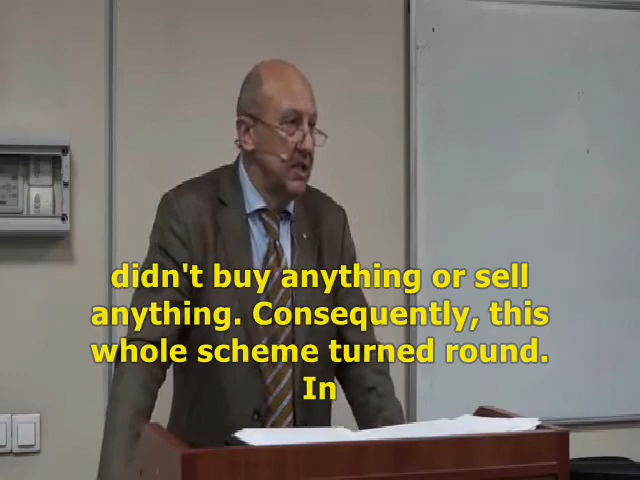 didn't buy anything or sell
anything. Consequently, this
whole scheme turned round.
In